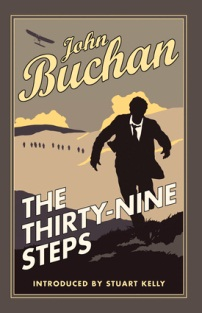 John
Buchan
THE
THIRTY-NINE
STEPS
INTRODUCED BY STUART KELLY